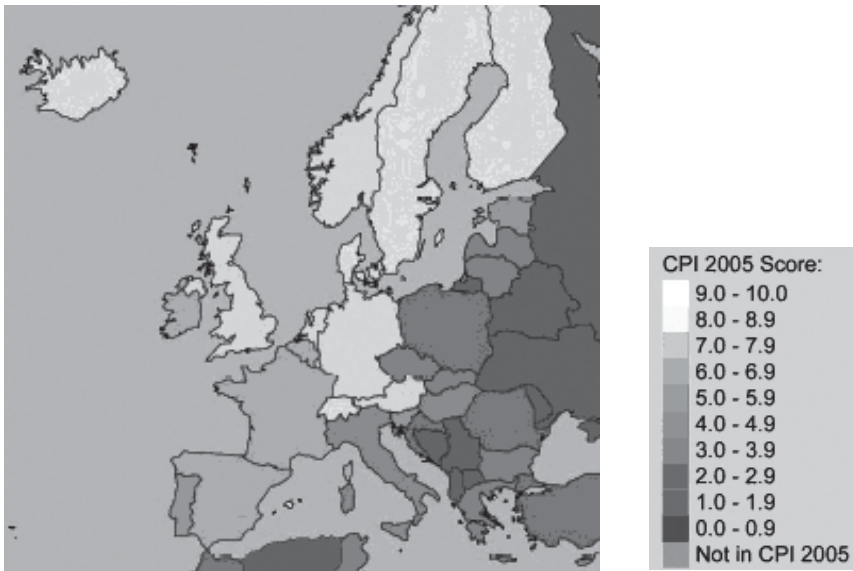 CPI 2005 Score:
9.0 - 10.0
8.0 - 8.9
7.0 - 7.9
6.0 - 6.9
5.0 - 5.9
4.0 - 4.9
3.0 - 3.9
2.0 - 2.9
1.0 - 1.9
0.0 - 0.9
Not in CPI 2005